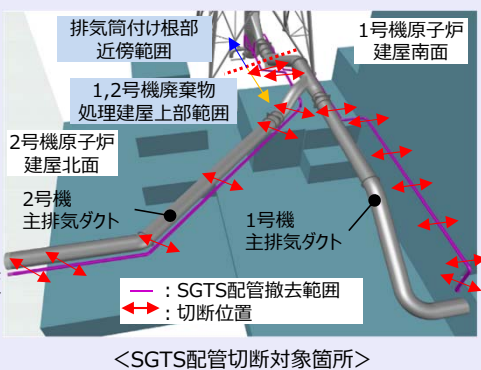 排気筒付け根部
近傍範囲
1号機原子炉
建屋南面
1,2号機廃棄物
処理建屋上部範囲
2号機原子炉
建屋北面
2号機
主排気ダクト
1号機
主排気ダクト
：SGTS配管撤去範囲
：切断位置
＜SGTS配管切断対象箇所＞